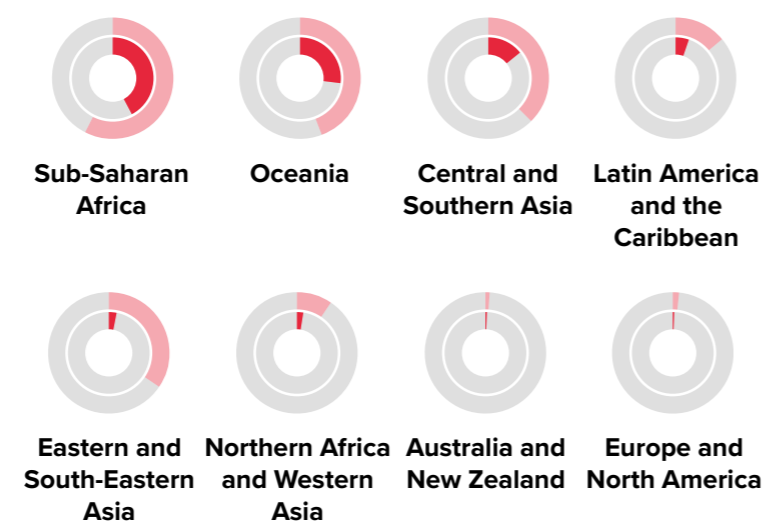 Sub-Saharan
Africa
Oceania
Central and
Southern Asia
Latin America
and the
Caribbean
Eastern and
South-Eastern
Asia
Northern Africa
and Western
Asia
Australia and
New Zealand
Europe and
North America